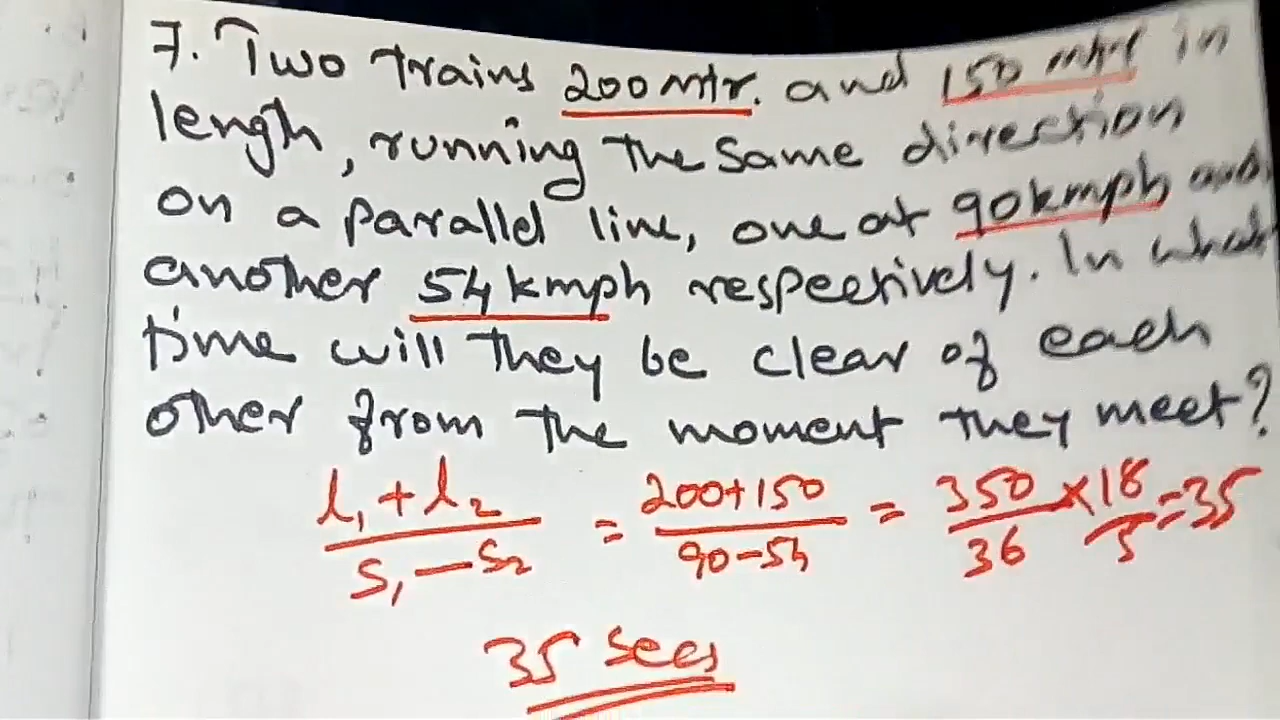 7. Two trains 200 mtr. and 150 mtr in
length, running the same direction
on a parallel line, one at 90 kmph and
another 54 kmph respectively. In what
time will they be clear of each
other from the moment they meet?
l₁ + l₂ / S₁ — S₂ = 200+150 / 90-54 = 350 / 36 × 18 / 5 = 35
35 secs